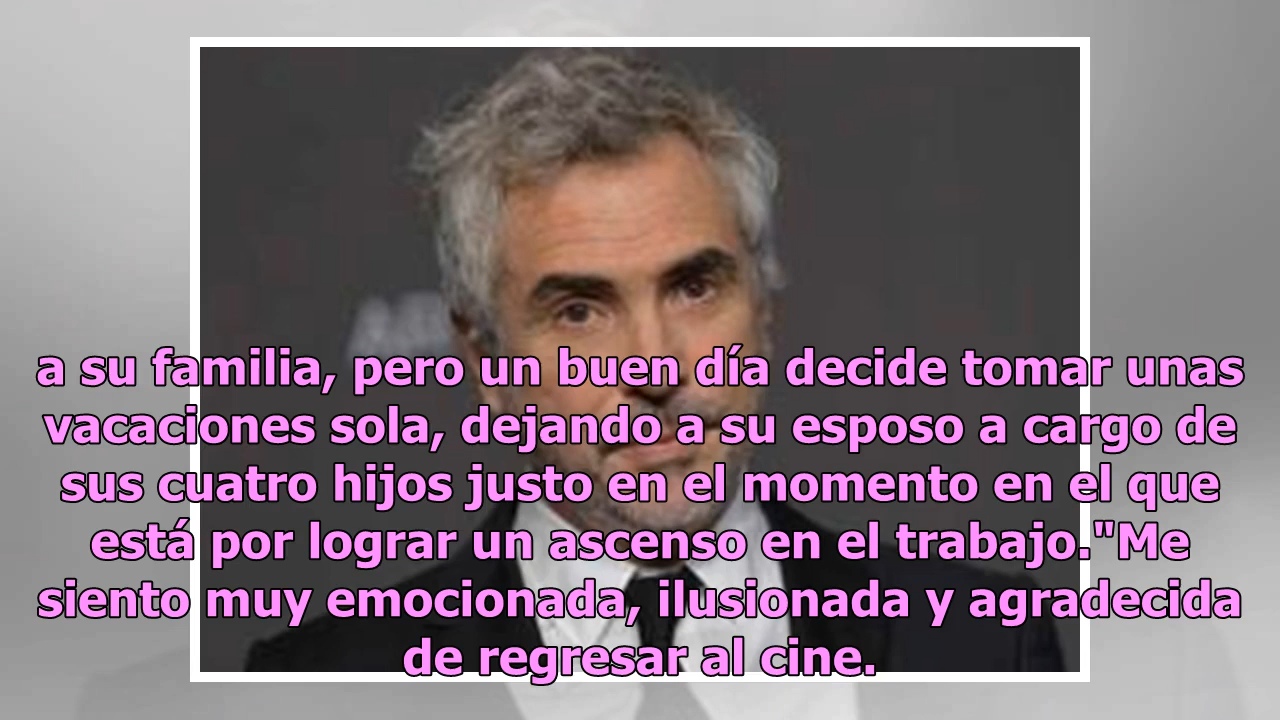 a su familia, pero un buen día decide tomar unas
vacaciones sola, dejando a su esposo a cargo de
sus cuatro hijos justo en el momento en el que
está por lograr un ascenso en el trabajo."Me
siento muy emocionada, ilusionada y agradecida
de regresar al cine.